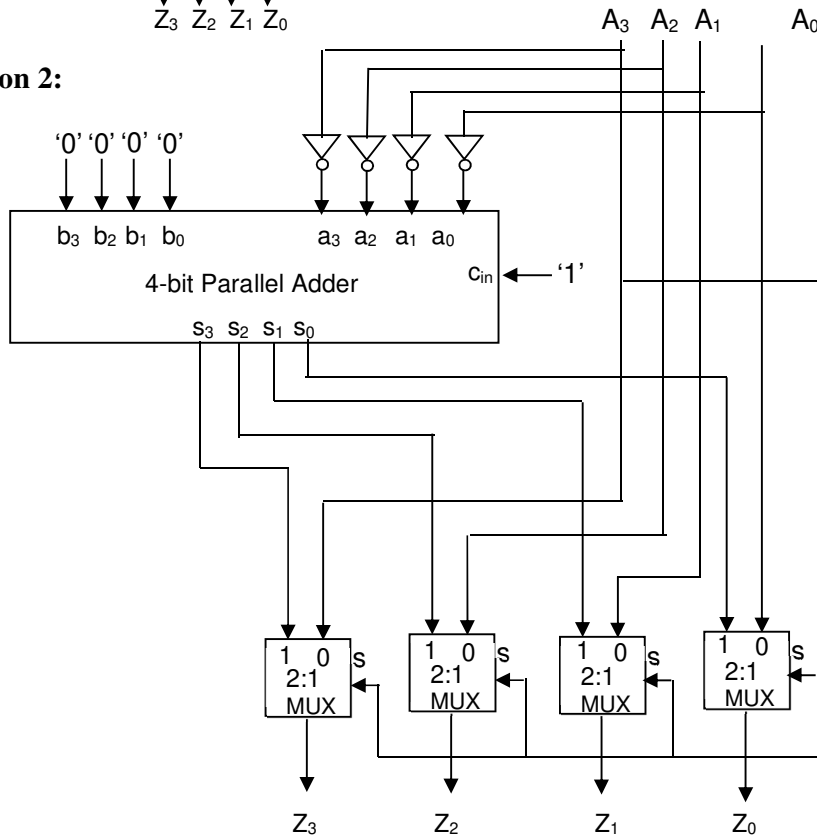 Z3 Z2 Z1 Z0
A3 A2 A1 A0
on 2:
'0' '0' '0' '0'
b3 b2 b1 b0 a3 a2 a1 a0
cin '1'
4-bit Parallel Adder
s3 s2 s1 s0
1 0 s 1 0 s 1 0 s 1 0 s
2:1 2:1 2:1 2:1
MUX MUX MUX MUX
Z3 Z2 Z1 Z0